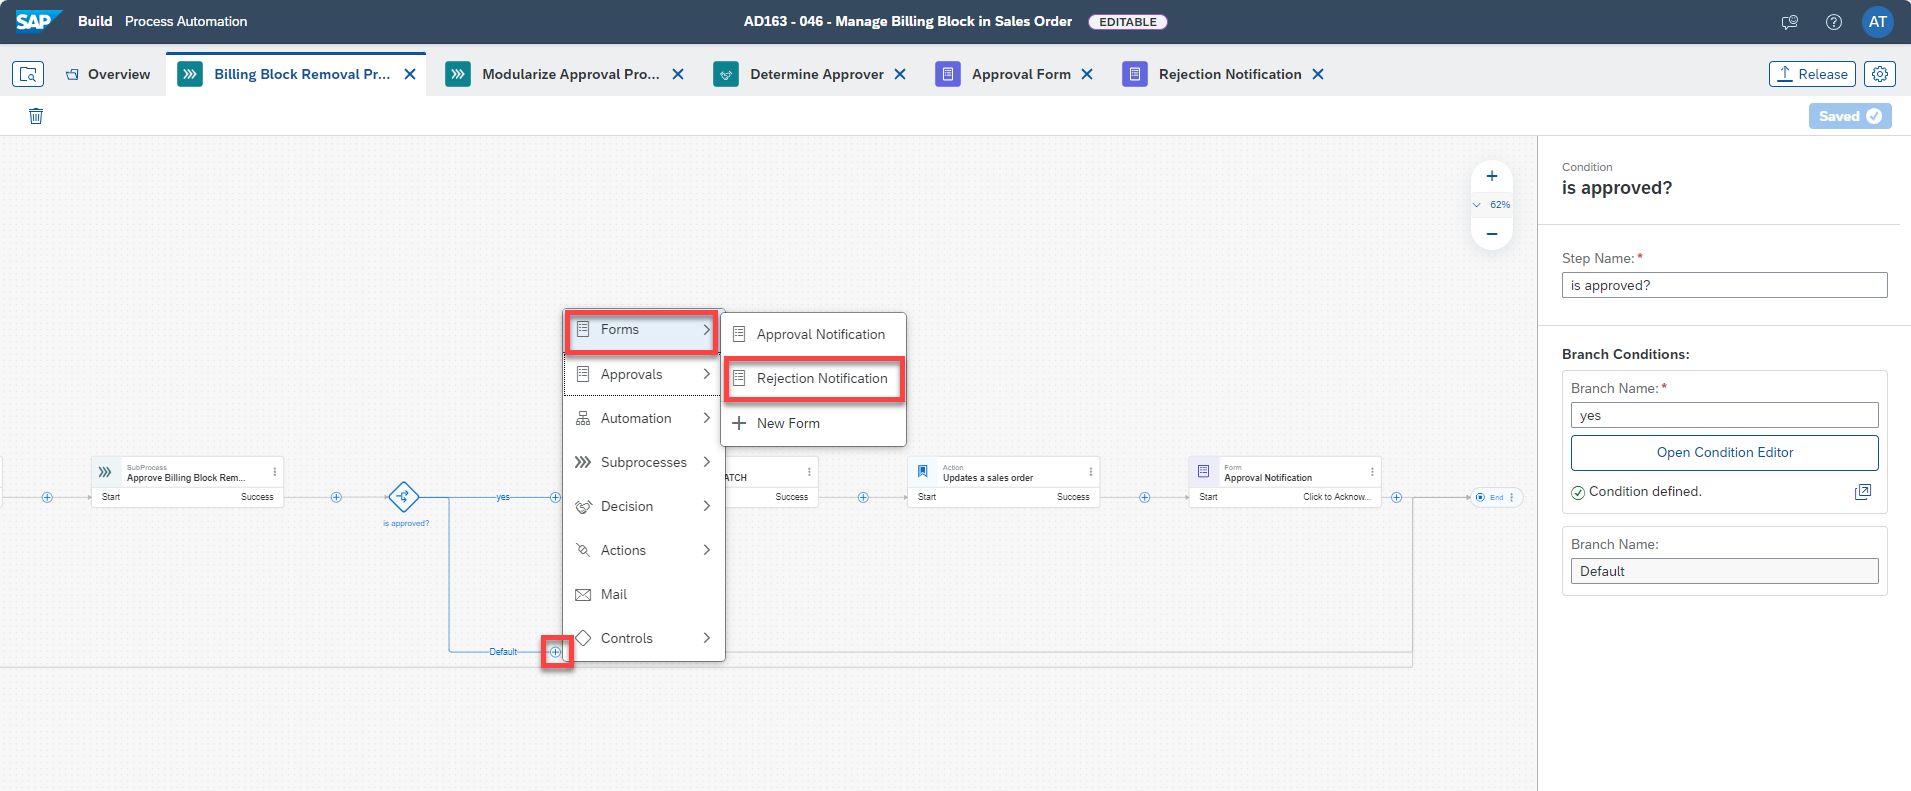 SAP Build Process Automation
AD163 - 046 - Manage Billing Block in Sales Order EDITABLE
AT
Overview
Billing Block Removal Pr...
Modularize Approval Pro...
Determine Approver
Approval Form
Rejection Notification
Release
Saved
62%
Forms
Approvals
Automation
Subprocesses
Decision
Actions
Mail
Controls
Approval Notification
Rejection Notification
New Form
SubProcess
Approve Billing Block Rem...
Start Success
is approved?
yes
Default
ATCH
Success
Action
Updates a sales order
Start Success
Form
Approval Notification
Start Click to Acknow...
End
Condition
is approved?
Step Name: *
is approved?
Branch Conditions:
Branch Name: *
yes
Open Condition Editor
Condition defined.
Branch Name:
Default